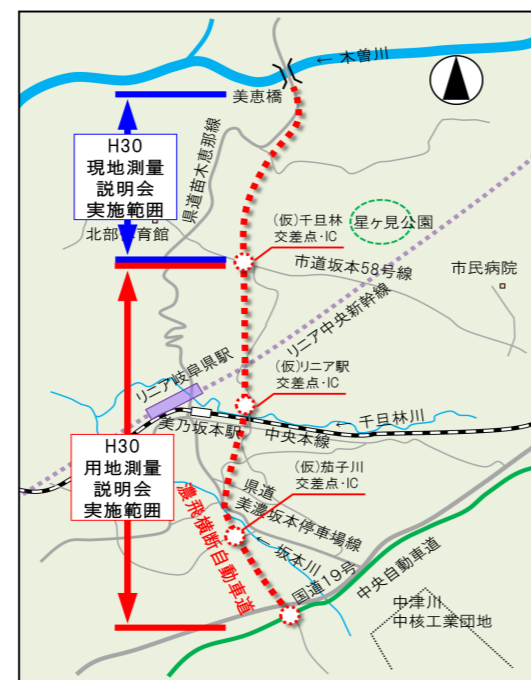 ← 木曽川
美恵橋
H30
現地測量
説明会
実施範囲
県道苗木恵那線
北部体育館
(仮)千旦林
交差点・IC
星ヶ見公園
市道坂本58号線
市民病院
リニア中央新幹線
(仮)リニア駅
交差点・IC
リニア岐阜県駅
← 千旦林川
美乃坂本駅
中央本線
H30
用地測量
説明会
実施範囲
(仮)茄子川
交差点・IC
県道
美濃坂本停車場線
濃飛横断自動車道
← 坂本川
国道19号
中央自動車道
中津川
中核工業団地